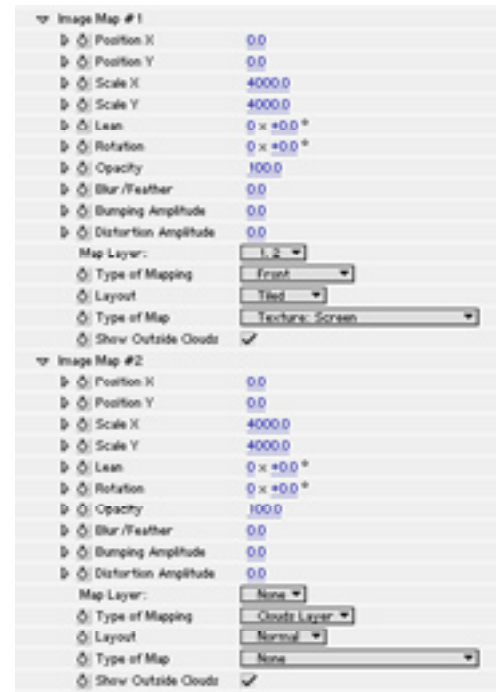 Image Map #1
Position X 0.0
Position Y 0.0
Scale X 4000.0
Scale Y 4000.0
Lean 0 x +0.0 °
Rotation 0 x +0.0 °
Opacity 100.0
Blur/Feather 0.0
Bumping Amplitude 0.0
Distortion Amplitude 0.0
Map Layer: 1. 2
Type of Mapping Front
Layout Tiled
Type of Map Texture: Screen
Show Outside Clouds
Image Map #2
Position X 0.0
Position Y 0.0
Scale X 4000.0
Scale Y 4000.0
Lean 0 x +0.0 °
Rotation 0 x +0.0 °
Opacity 100.0
Blur/Feather 0.0
Bumping Amplitude 0.0
Distortion Amplitude 0.0
Map Layer: None
Type of Mapping Clouds Layer
Layout Normal
Type of Map None
Show Outside Clouds